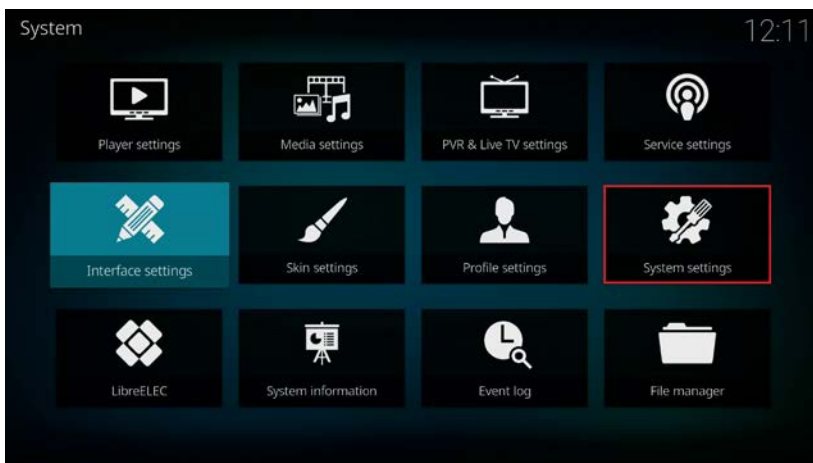 System 12:11
Player settings
Media settings
PVR & Live TV settings
Service settings
Interface settings
Skin settings
Profile settings
System settings
LibreELEC
System information
Event log
File manager